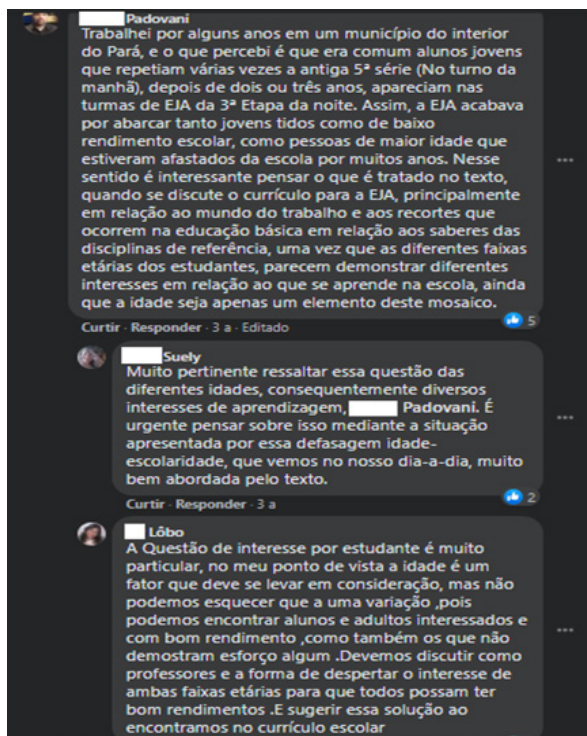 Padovani
Trabalhei por alguns anos em um município do interior
do Pará, e o que percebi é que era comum alunos jovens
que repetiam várias vezes a antiga 5ª série (No turno da
manhã), depois de dois ou três anos, apareciam nas
turmas de EJA da 3ª Etapa da noite. Assim, a EJA acabava
por abarcar tanto jovens tidos como de baixo
rendimento escolar, como pessoas de maior idade que
estiveram afastados da escola por muitos anos. Nesse
sentido é interessante pensar o que é tratado no texto,
quando se discute o currículo para a EJA, principalmente
em relação ao mundo do trabalho e aos recortes que
ocorrem na educação básica em relação aos saberes das
disciplinas de referência, uma vez que as diferentes faixas
etárias dos estudantes, parecem demonstrar diferentes
interesses em relação ao que se aprende na escola, ainda
que a idade seja apenas um elemento deste mosaico.
Curtir · Responder · 3 a · Editado 5
Suely
Muito pertinente ressaltar essa questão das
diferentes idades, consequentemente diversos
interesses de aprendizagem, Padovani. É
urgente pensar sobre isso mediante a situação
apresentada por essa defasagem idade-
escolaridade, que vemos no nosso dia-a-dia, muito
bem abordada pelo texto.
Curtir · Responder · 3 a 2
Lôbo
A Questão de interesse por estudante é muito
particular, no meu ponto de vista a idade é um
fator que deve se levar em consideração, mas não
podemos esquecer que a uma variação ,pois
podemos encontrar alunos e adultos interessados e
com bom rendimento ,como também os que não
demostram esforço algum .Devemos discutir como
professores e a forma de despertar o interesse de
ambas faixas etárias para que todos possam ter
bom rendimentos .E sugerir essa solução ao
encontramos no currículo escolar